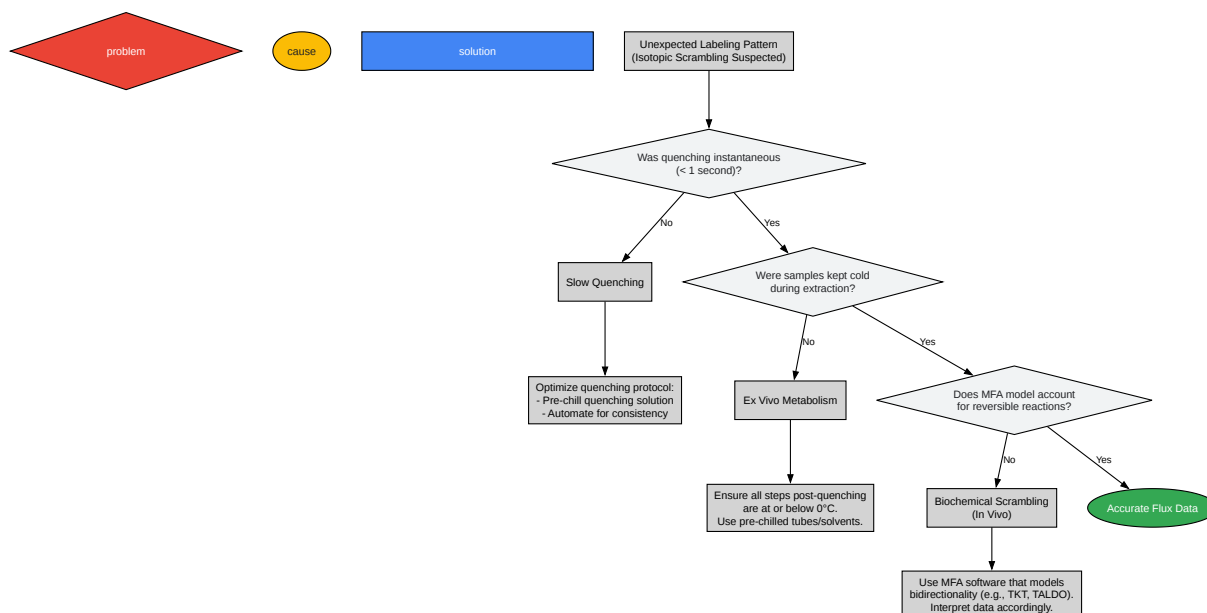 problem
cause
solution
Unexpected Labeling Pattern
(Isotopic Scrambling Suspected)
Was quenching instantaneous
(< 1 second)?
No
Yes
Slow Quenching
Were samples kept cold
during extraction?
Optimize quenching protocol:
- Pre-chill quenching solution
- Automate for consistency
No
Yes
Ex Vivo Metabolism
Does MFA model account
for reversible reactions?
Ensure all steps post-quenching
are at or below 0°C.
Use pre-chilled tubes/solvents.
No
Yes
Biochemical Scrambling
(In Vivo)
Accurate Flux Data
Use MFA software that models
bidirectionality (e.g., TKT, TALDO).
Interpret data accordingly.